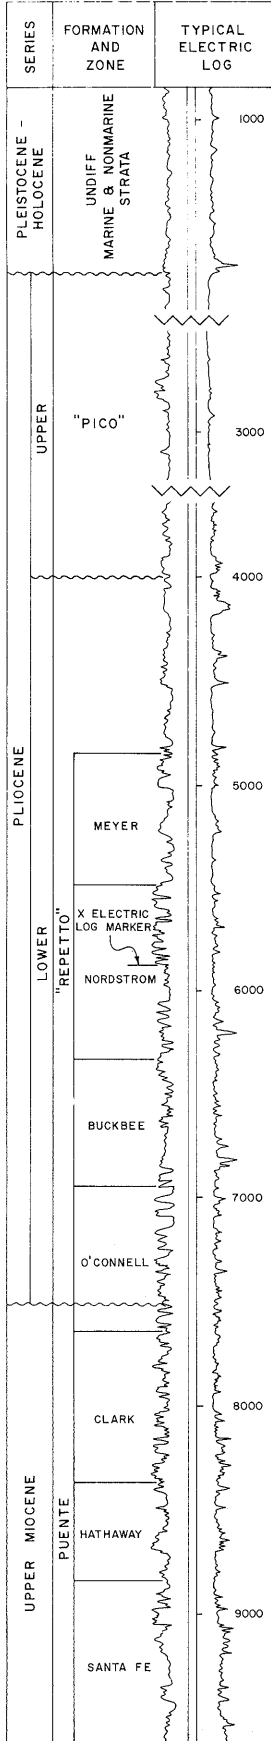 SERIES
FORMATION
AND
ZONE
TYPICAL
ELECTRIC
LOG
PLEISTOCENE -
HOLOCENE
UNDIFF
MARINE & NONMARINE
STRATA
1000
UPPER
"PICO"
3000
4000
PLIOCENE
LOWER
"REPETTO"
5000
MEYER
X ELECTRIC
LOG MARKER
NORDSTROM
6000
BUCKBEE
7000
O'CONNELL
UPPER MIOCENE
PUENTE
CLARK
8000
HATHAWAY
9000
SANTA FE